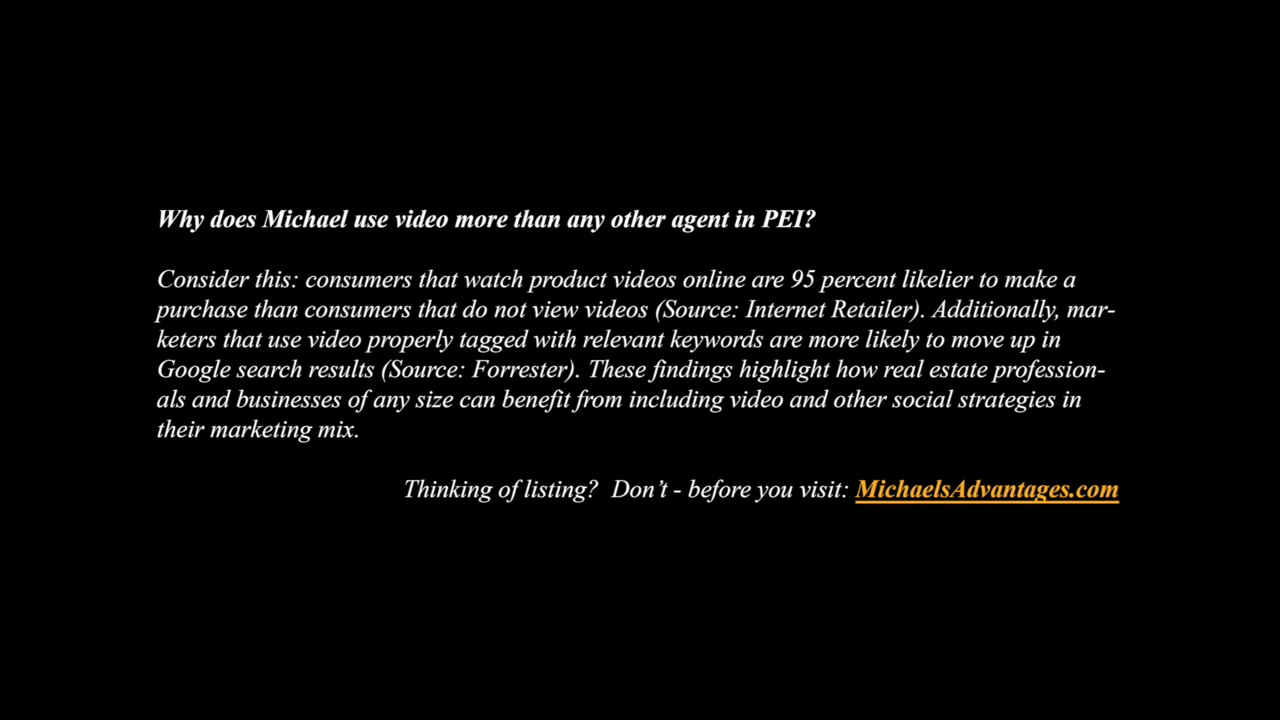 Why does Michael use video more than any other agent in PEI?
Consider this: consumers that watch product videos online are 95 percent likelier to make a
purchase than consumers that do not view videos (Source: Internet Retailer). Additionally, mar-
keters that use video properly tagged with relevant keywords are more likely to move up in
Google search results (Source: Forrester). These findings highlight how real estate profession-
als and businesses of any size can benefit from including video and other social strategies in
their marketing mix.
Thinking of listing?  Don’t - before you visit: MichaelsAdvantages.com